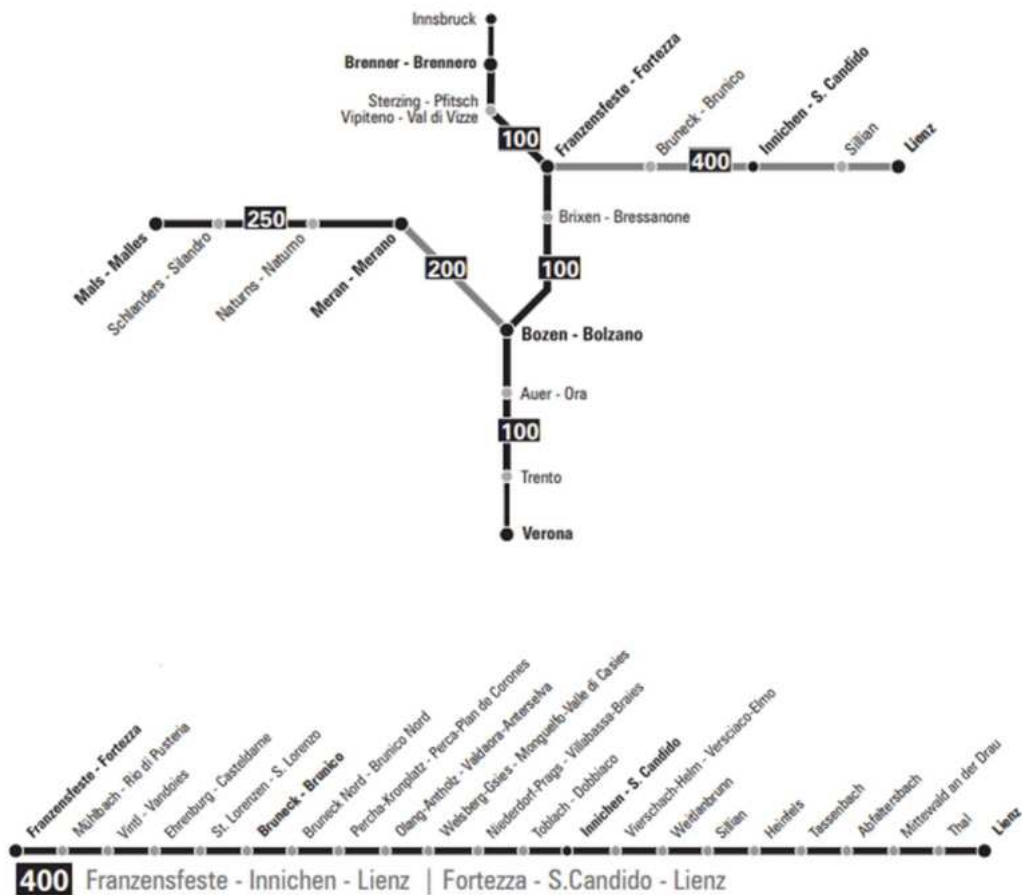 Innsbruck
Brenner - Brennero
Sterzing - Pfitsch
Vipiteno - Val di Vizze
100
Franzensfeste - Fortezza
Bruneck - Brunico
400
Innichen - S. Candido
Sillian
Lienz
Brixen - Bressanone
250
Mals - Malles
Schlanders - Silandro
Naturns - Naturno
Meran - Merano
200
100
Bozen - Bolzano
Auer - Ora
100
Trento
Verona
Franzensfeste - Fortezza
Mühlbach - Rio di Pusteria
Vintl - Vandoies
Ehrenburg - Casteldarne
St. Lorenzen - S. Lorenzo
Bruneck - Brunico
Bruneck Nord - Brunico Nord
Percha-Kronplatz - Perca-Plan de Corones
Olang-Antholz - Valdaora-Anterselva
Welsberg-Gsies - Monguelfo-Valle di Casies
Niederdorf-Prags - Villabassa-Braies
Toblach - Dobbiaco
Innichen - S. Candido
Vierschach-Helm - Versciaco-Elmo
Weitlanbrunn
Silian
Heinfels
Tassenbach
Abfaltersbach
Mittewald an der Drau
Thal
Lienz
400 Franzensfeste - Innichen - Lienz | Fortezza - S.Candido - Lienz